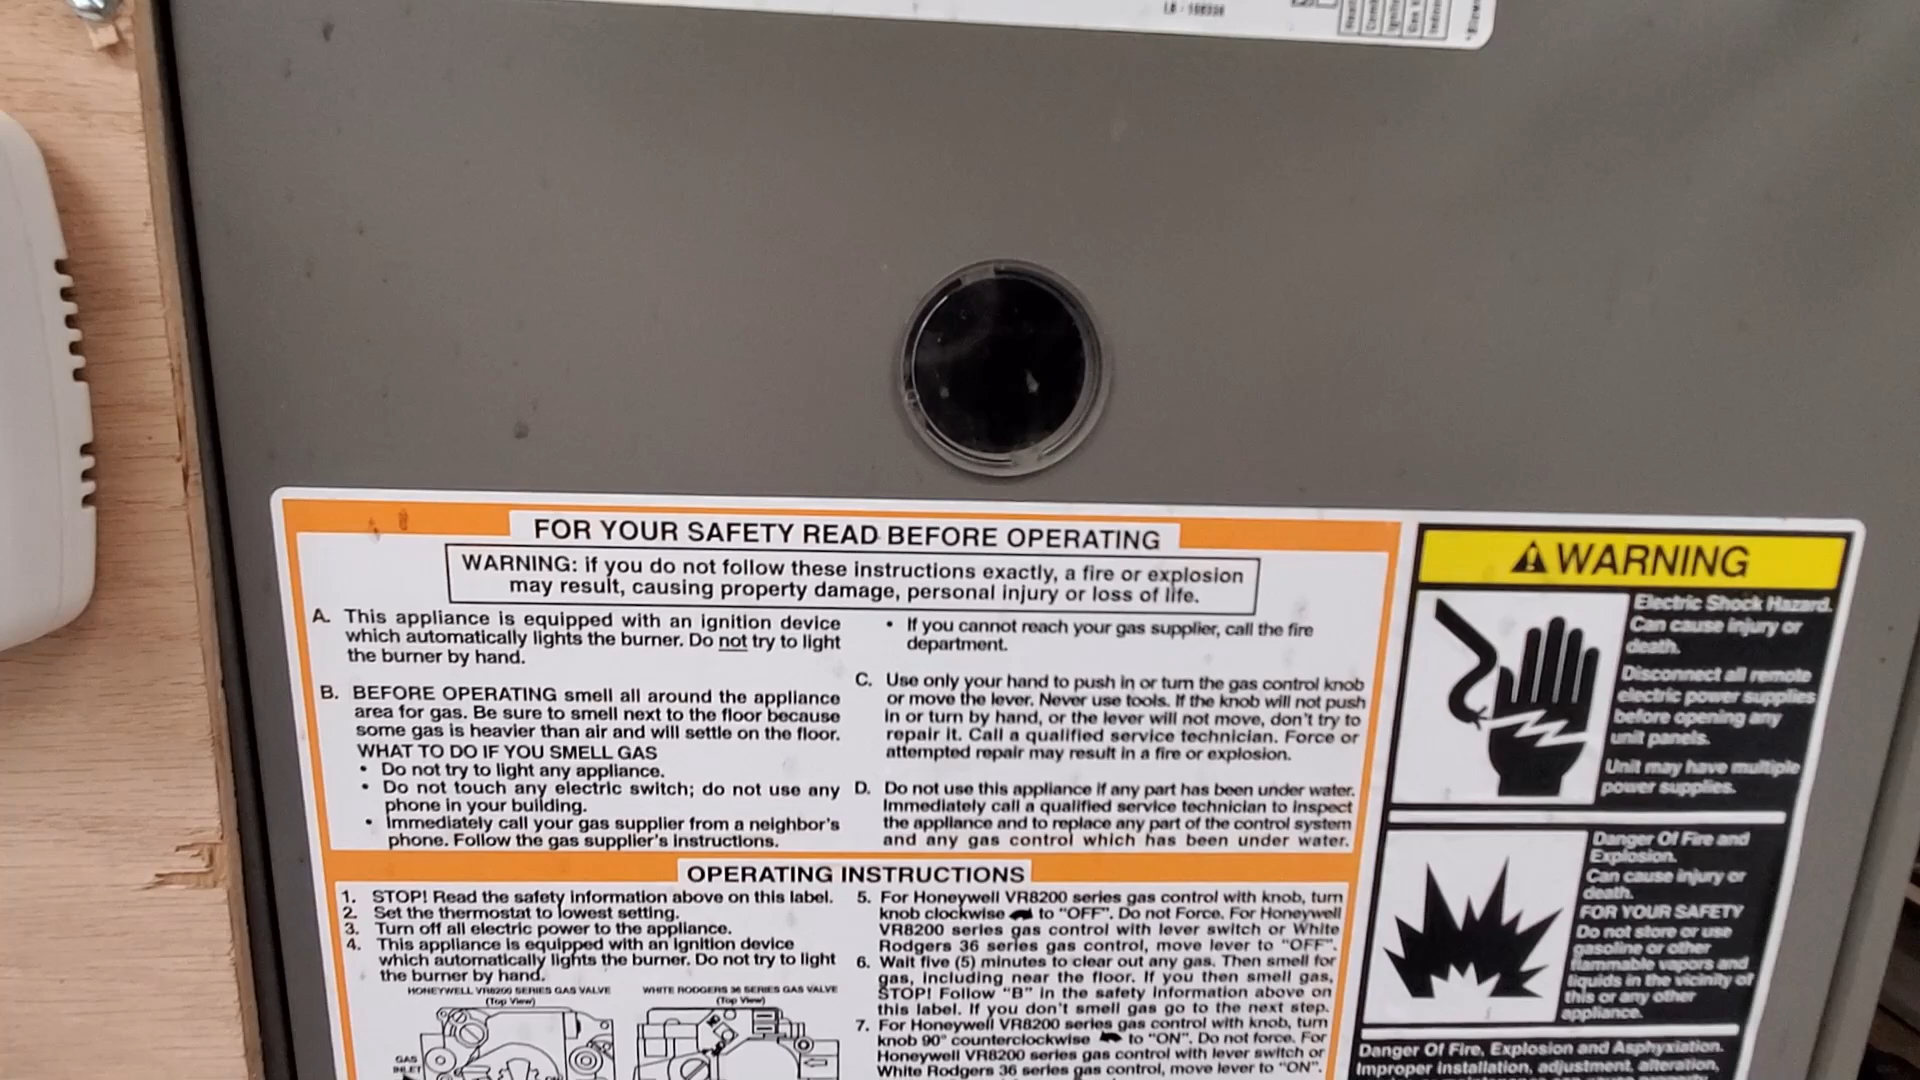 FOR YOUR SAFETY READ BEFORE OPERATING
WARNING: if you do not follow these instructions exactly, a fire or explosion
may result, causing property damage, personal injury or loss of life.
A. This appliance is equipped with an ignition device
which automatically lights the burner. Do not try to light
the burner by hand.
B. BEFORE OPERATING smell all around the appliance
area for gas. Be sure to smell next to the floor because
some gas is heavier than air and will settle on the floor.
WHAT TO DO IF YOU SMELL GAS
• Do not try to light any appliance.
• Do not touch any electric switch; do not use any
phone in your building.
• Immediately call your gas supplier from a neighbor's
phone. Follow the gas supplier's instructions.
• If you cannot reach your gas supplier, call the fire
department.
C. Use only your hand to push in or turn the gas control knob
or move the lever. Never use tools. If the knob will not push
in or turn by hand, or the lever will not move, don't try to
repair it. Call a qualified service technician. Force or
attempted repair may result in a fire or explosion.
D. Do not use this appliance if any part has been under water.
Immediately call a qualified service technician to inspect
the appliance and to replace any part of the control system
and any gas control which has been under water.
OPERATING INSTRUCTIONS
1. STOP! Read the safety information above on this label.
2. Set the thermostat to lowest setting.
3. Turn off all electric power to the appliance.
4. This appliance is equipped with an ignition device
which automatically lights the burner. Do not try to light
the burner by hand.
HONEYWELL VR8200 SERIES GAS VALVE
(Top View)
WHITE RODGERS 36 SERIES GAS VALVE
(Top View)
GAS
INLET
5. For Honeywell VR8200 series gas control with knob, turn
knob clockwise to "OFF". Do not Force. For Honeywell
VR8200 series gas control with lever switch or White
Rodgers 36 series gas control, move lever to "OFF".
6. Wait five (5) minutes to clear out any gas. Then smell for
gas, including near the floor. If you then smell gas,
STOP! Follow "B" in the safety information above on
this label. If you don't smell gas go to the next step.
7. For Honeywell VR8200 series gas control with knob, turn
knob 90° counterclockwise to "ON". Do not force. For
Honeywell VR8200 series gas control with lever switch or
White Rodgers 36 series gas control, move lever to "ON".
WARNING
Electric Shock Hazard.
Can cause injury or
death.
Disconnect all remote
electric power supplies
before opening any
unit panels.
Unit may have multiple
power supplies.
Danger Of Fire and
Explosion.
Can cause injury or
death.
FOR YOUR SAFETY
Do not store or use
gasoline or other
flammable vapors and
liquids in the vicinity of
this or any other
appliance.
Danger Of Fire, Explosion and Asphyxiation.
Improper installation, adjustment, alteration,